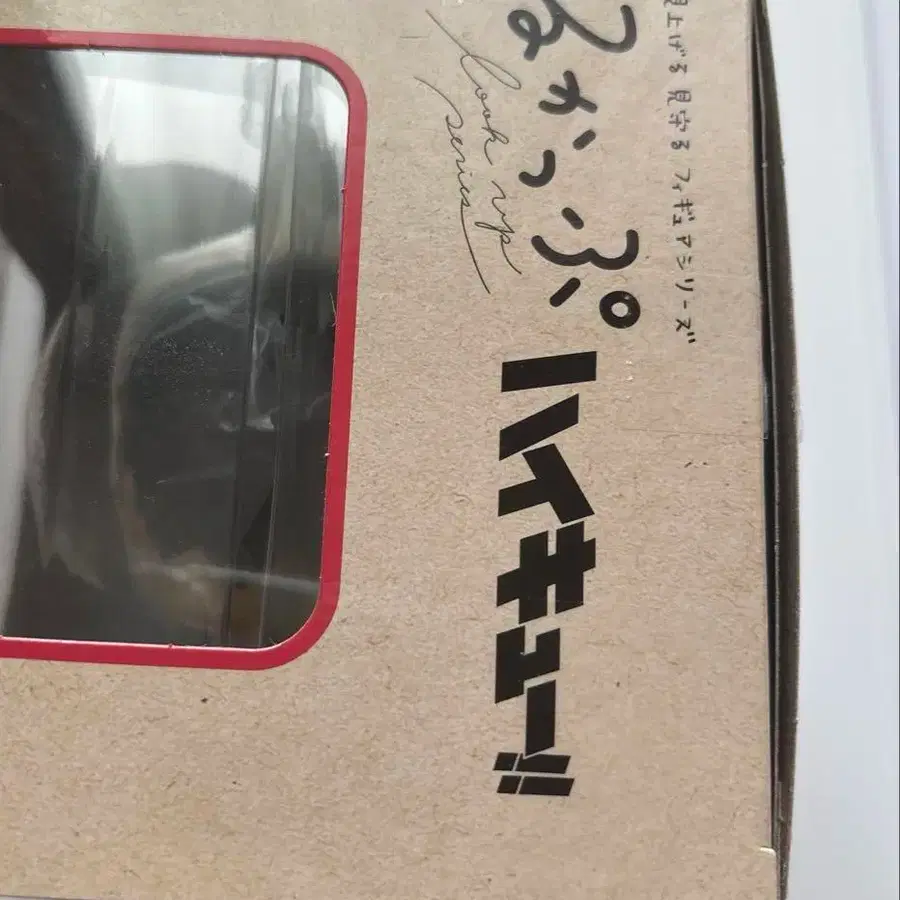 見上げる 見守る フィギュアシリーズ
るかっぷ
look up
series
ハイキュー!!